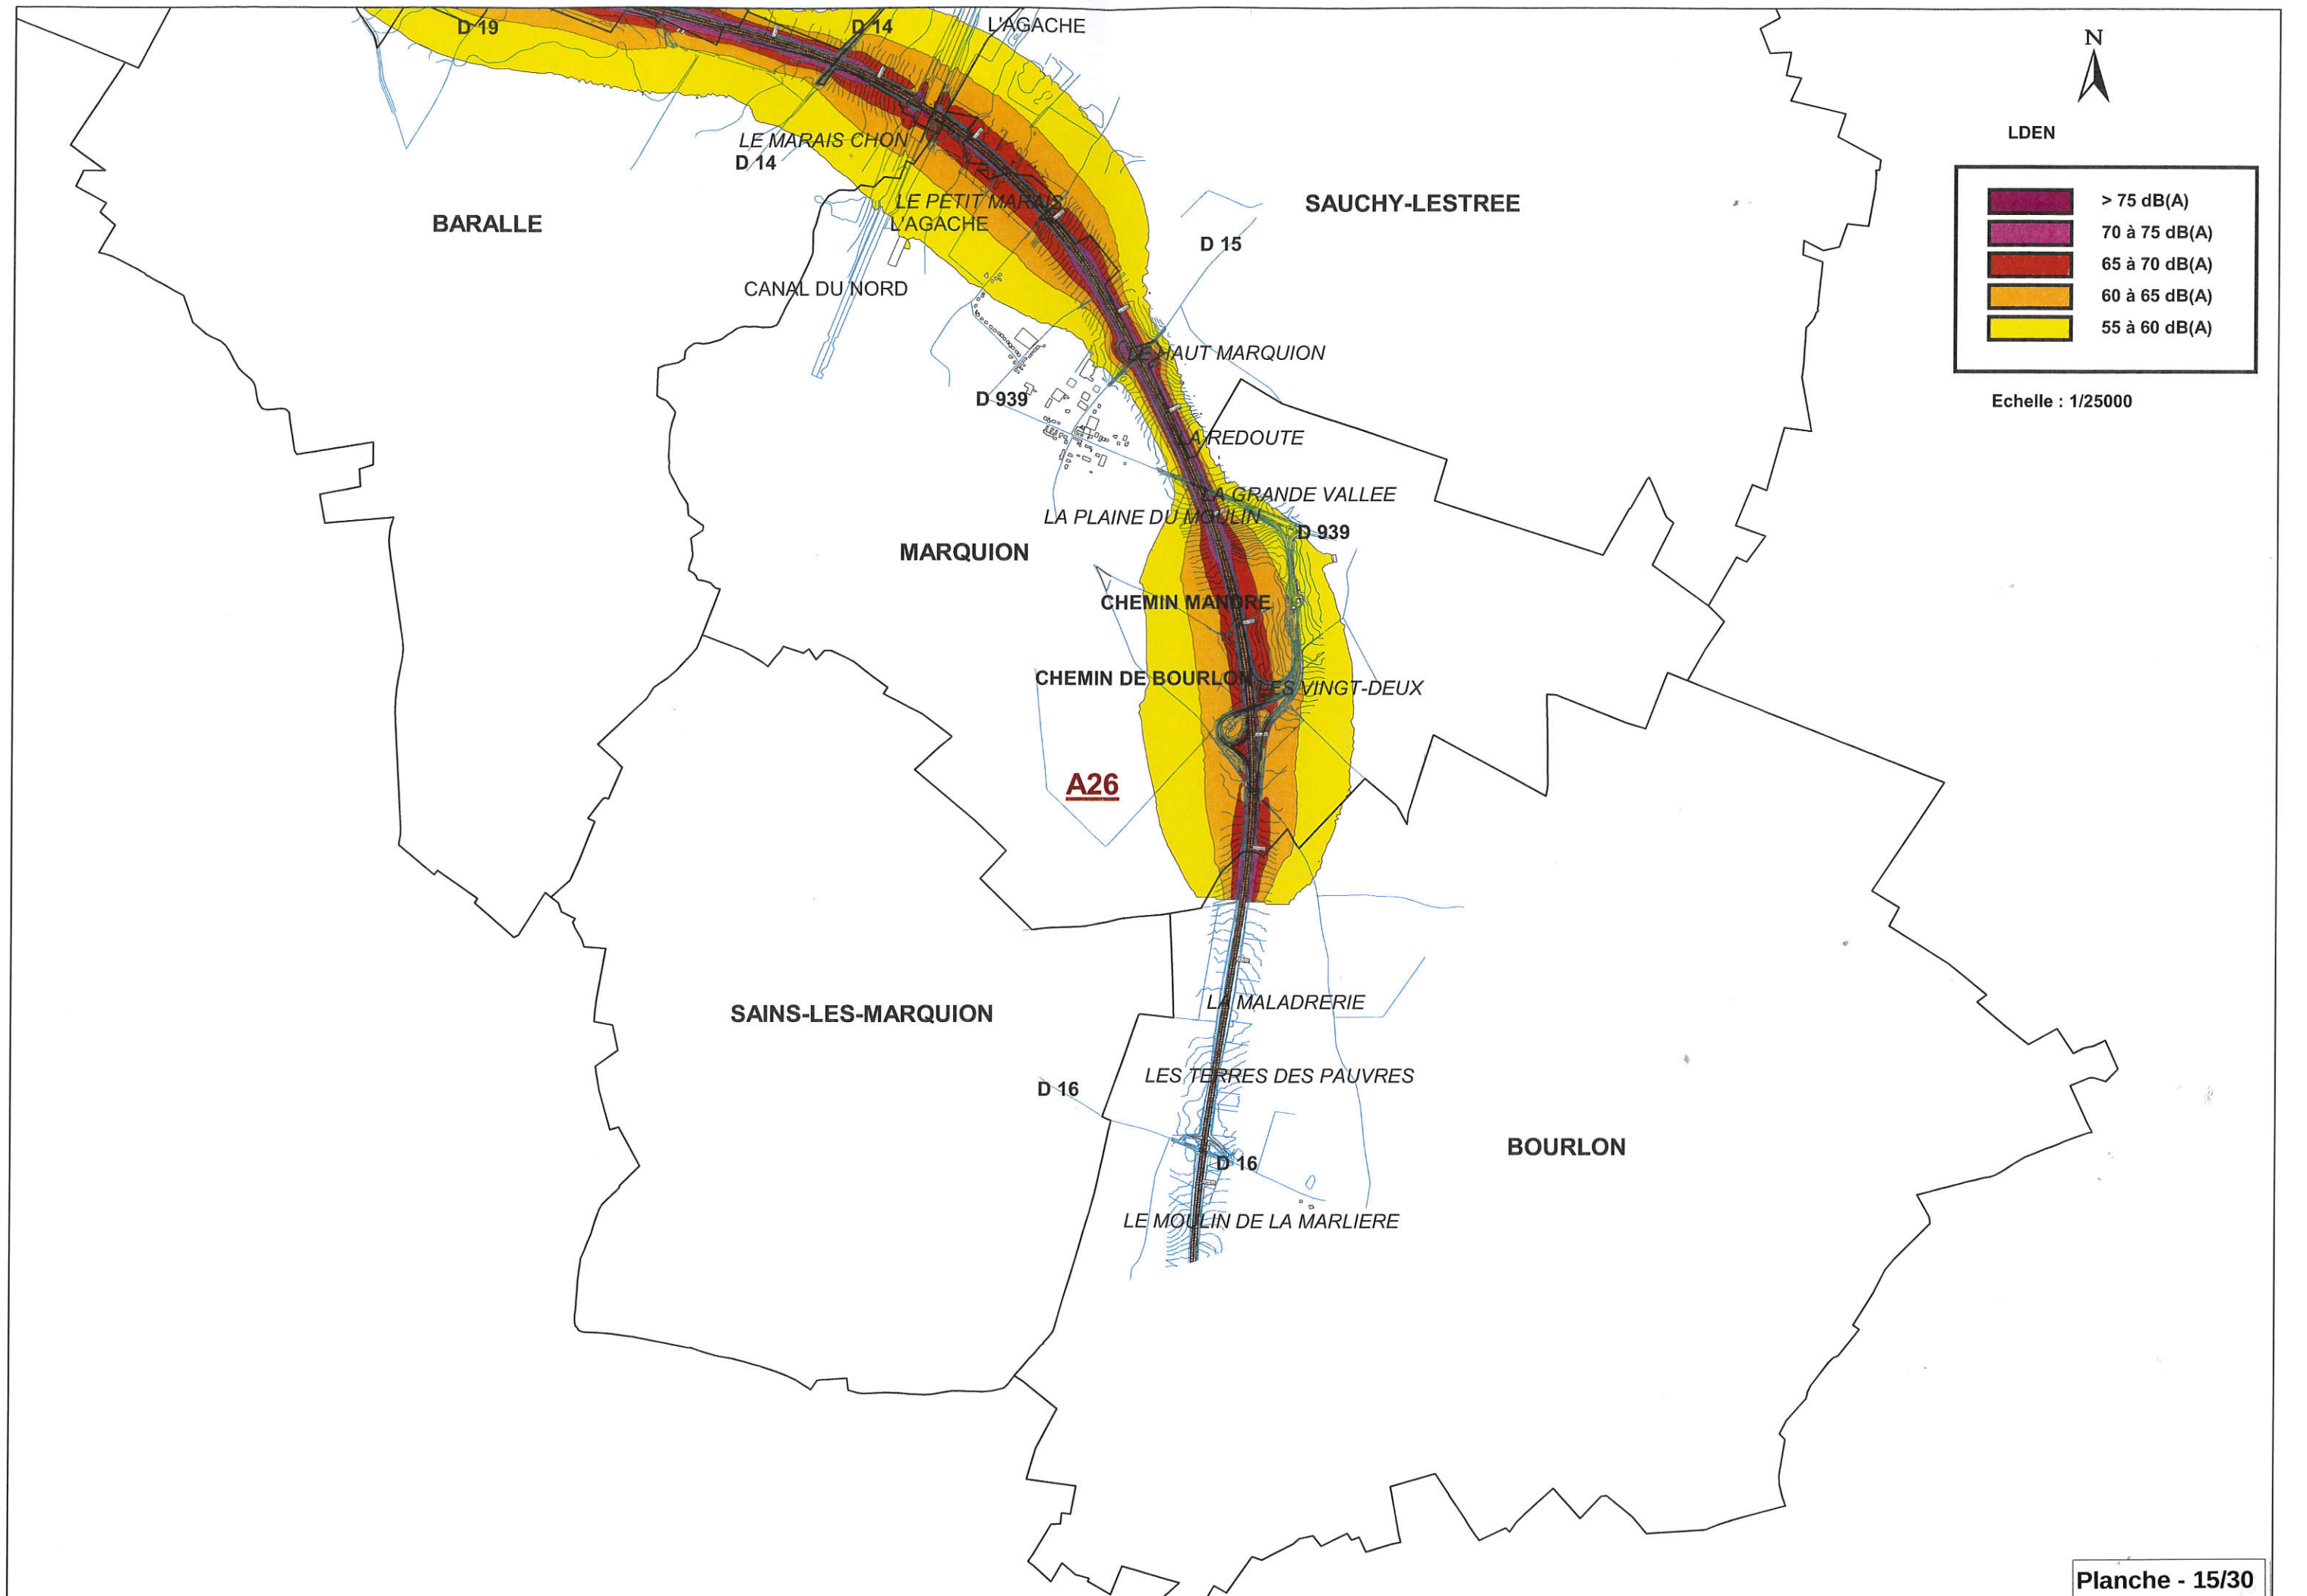 D 19
D 14
L'AGACHE
N
LDEN
> 75 dB(A)
70 à 75 dB(A)
65 à 70 dB(A)
60 à 65 dB(A)
55 à 60 dB(A)
Echelle : 1/25000
LE MARAIS CHON
D 14
LE PETIT MARAIS
L'AGACHE
SAUCHY-LESTREE
BARALLE
D 15
CANAL DU NORD
LE HAUT MARQUION
D 939
LA REDOUTE
LA GRANDE VALLEE
LA PLAINE DU MOULIN
D 939
MARQUION
CHEMIN MANDRE
CHEMIN DE BOURLON
LES VINGT-DEUX
A26
LA MALADRERIE
SAINS-LES-MARQUION
LES TERRES DES PAUVRES
D 16
BOURLON
D 16
LE MOULIN DE LA MARLIERE
Planche - 15/30